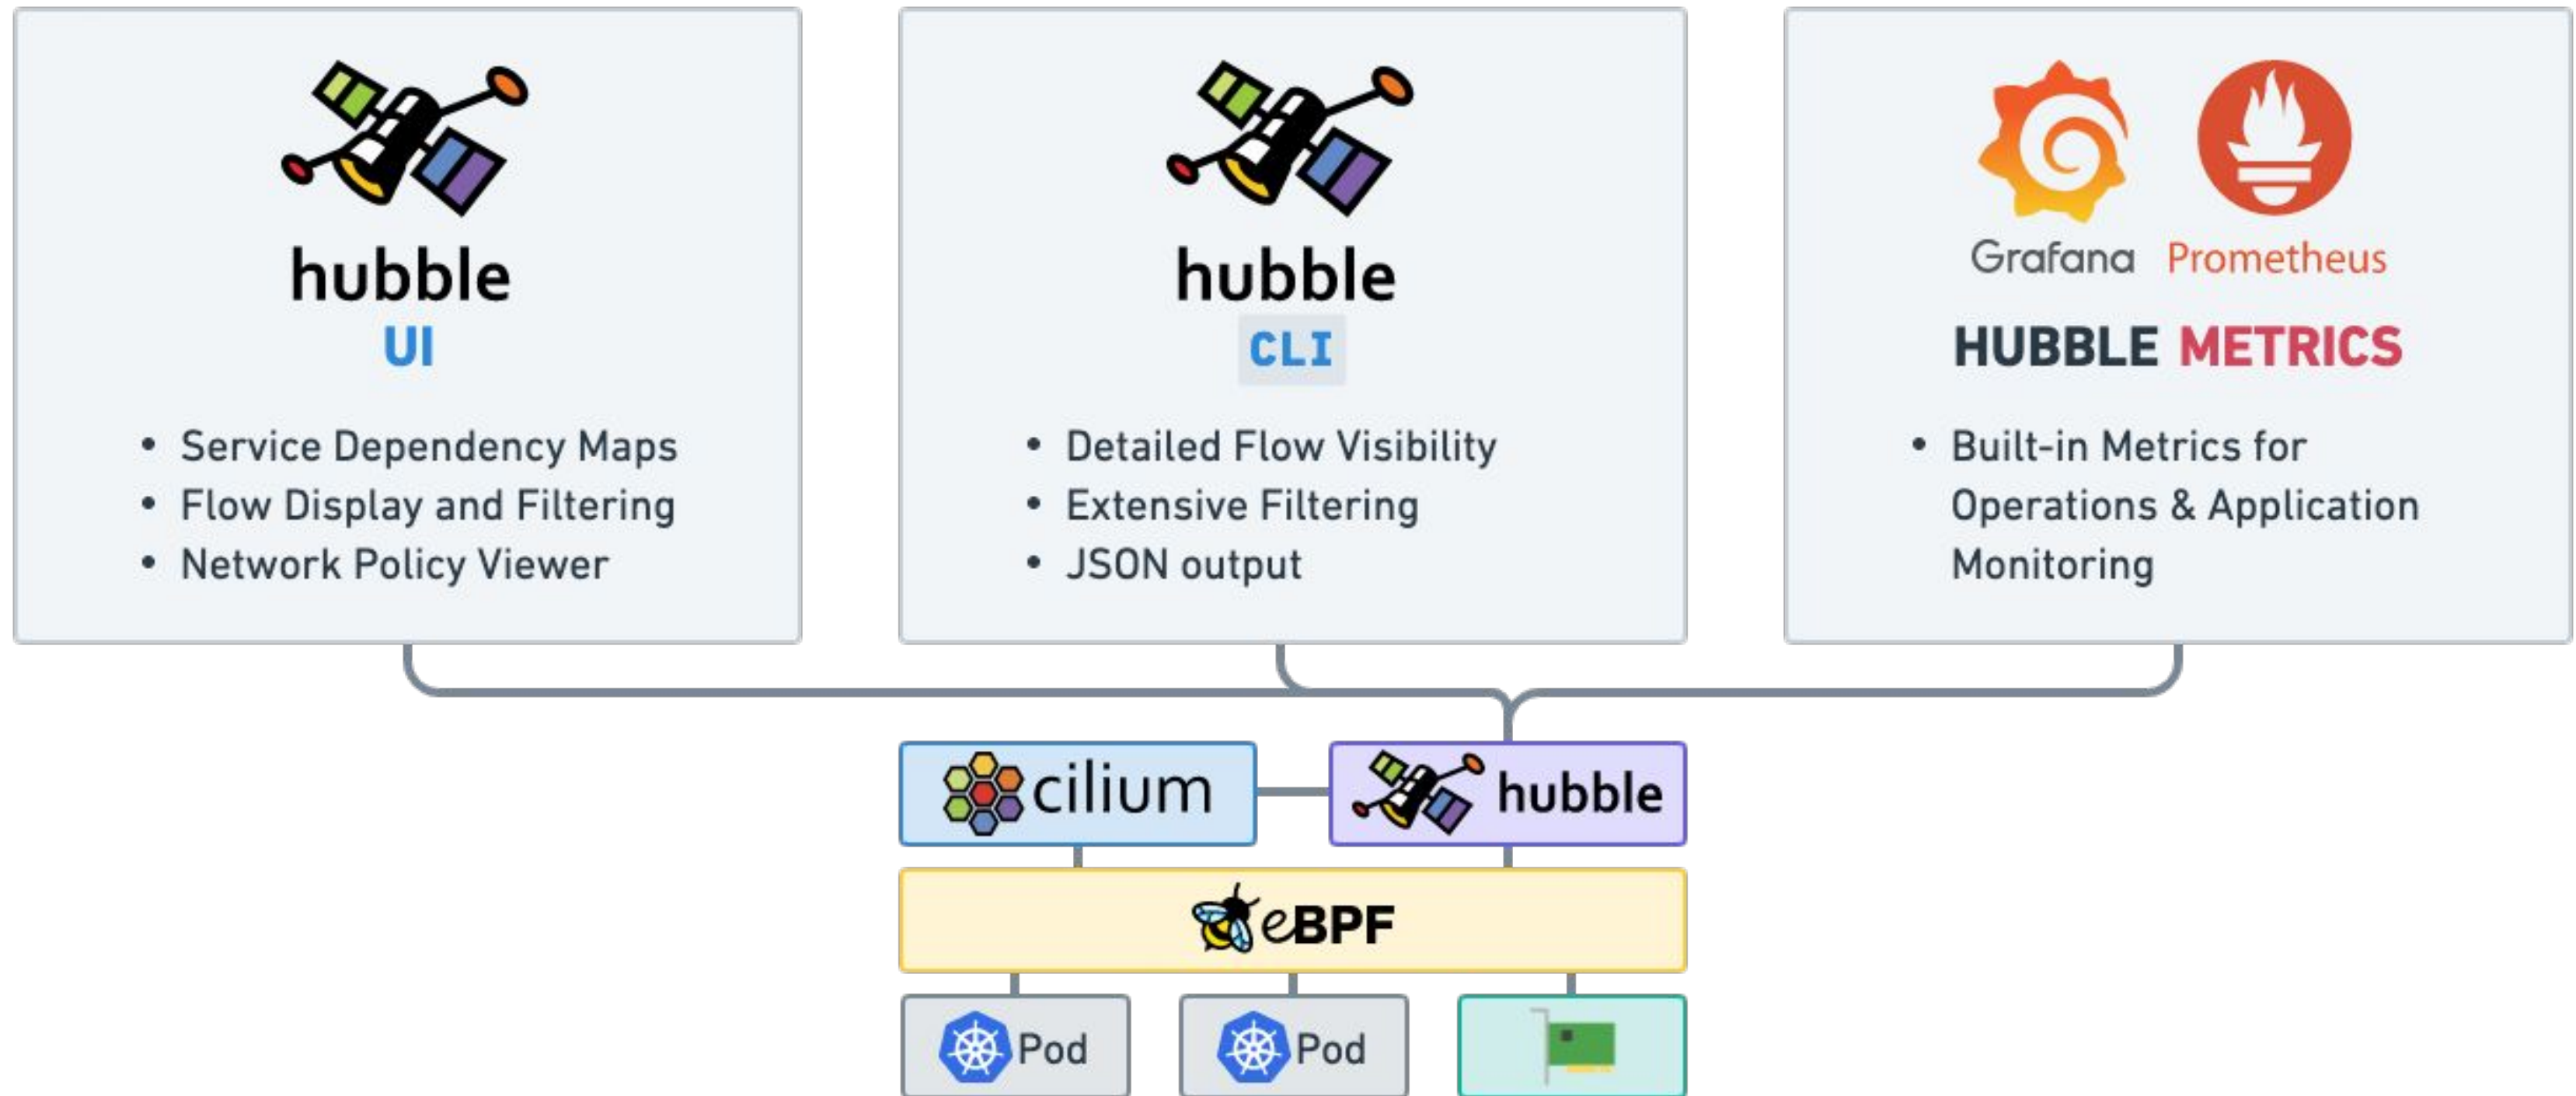 hubble
UI
• Service Dependency Maps
• Flow Display and Filtering
• Network Policy Viewer
hubble
CLI
• Detailed Flow Visibility
• Extensive Filtering
• JSON output
Grafana Prometheus
HUBBLE METRICS
• Built-in Metrics for
Operations & Application
Monitoring
cilium
hubble
eBPF
Pod
Pod